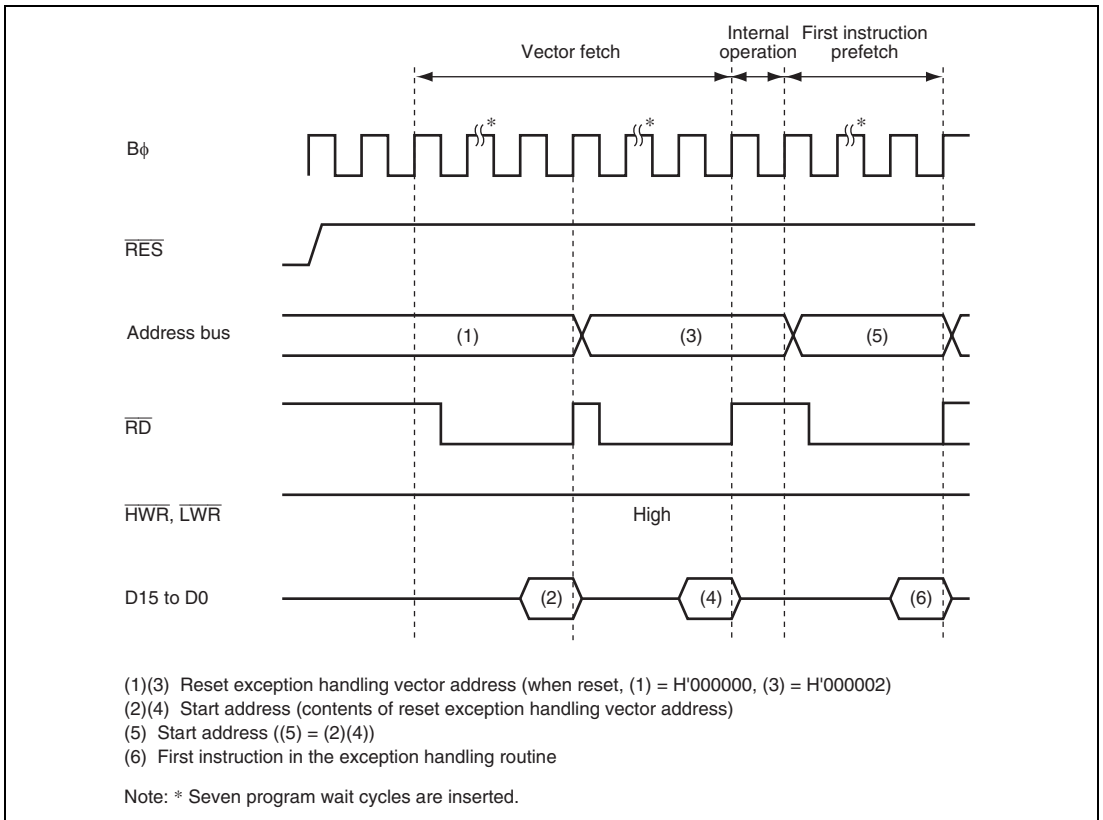 Vector fetch
Internal operation
First instruction prefetch
*
*
*
Bϕ
RES
Address bus
(1)
(3)
(5)
RD
HWR, LWR
High
D15 to D0
(2)
(4)
(6)
(1)(3) Reset exception handling vector address (when reset, (1) = H'000000, (3) = H'000002)
(2)(4) Start address (contents of reset exception handling vector address)
(5) Start address ((5) = (2)(4))
(6) First instruction in the exception handling routine
Note: * Seven program wait cycles are inserted.